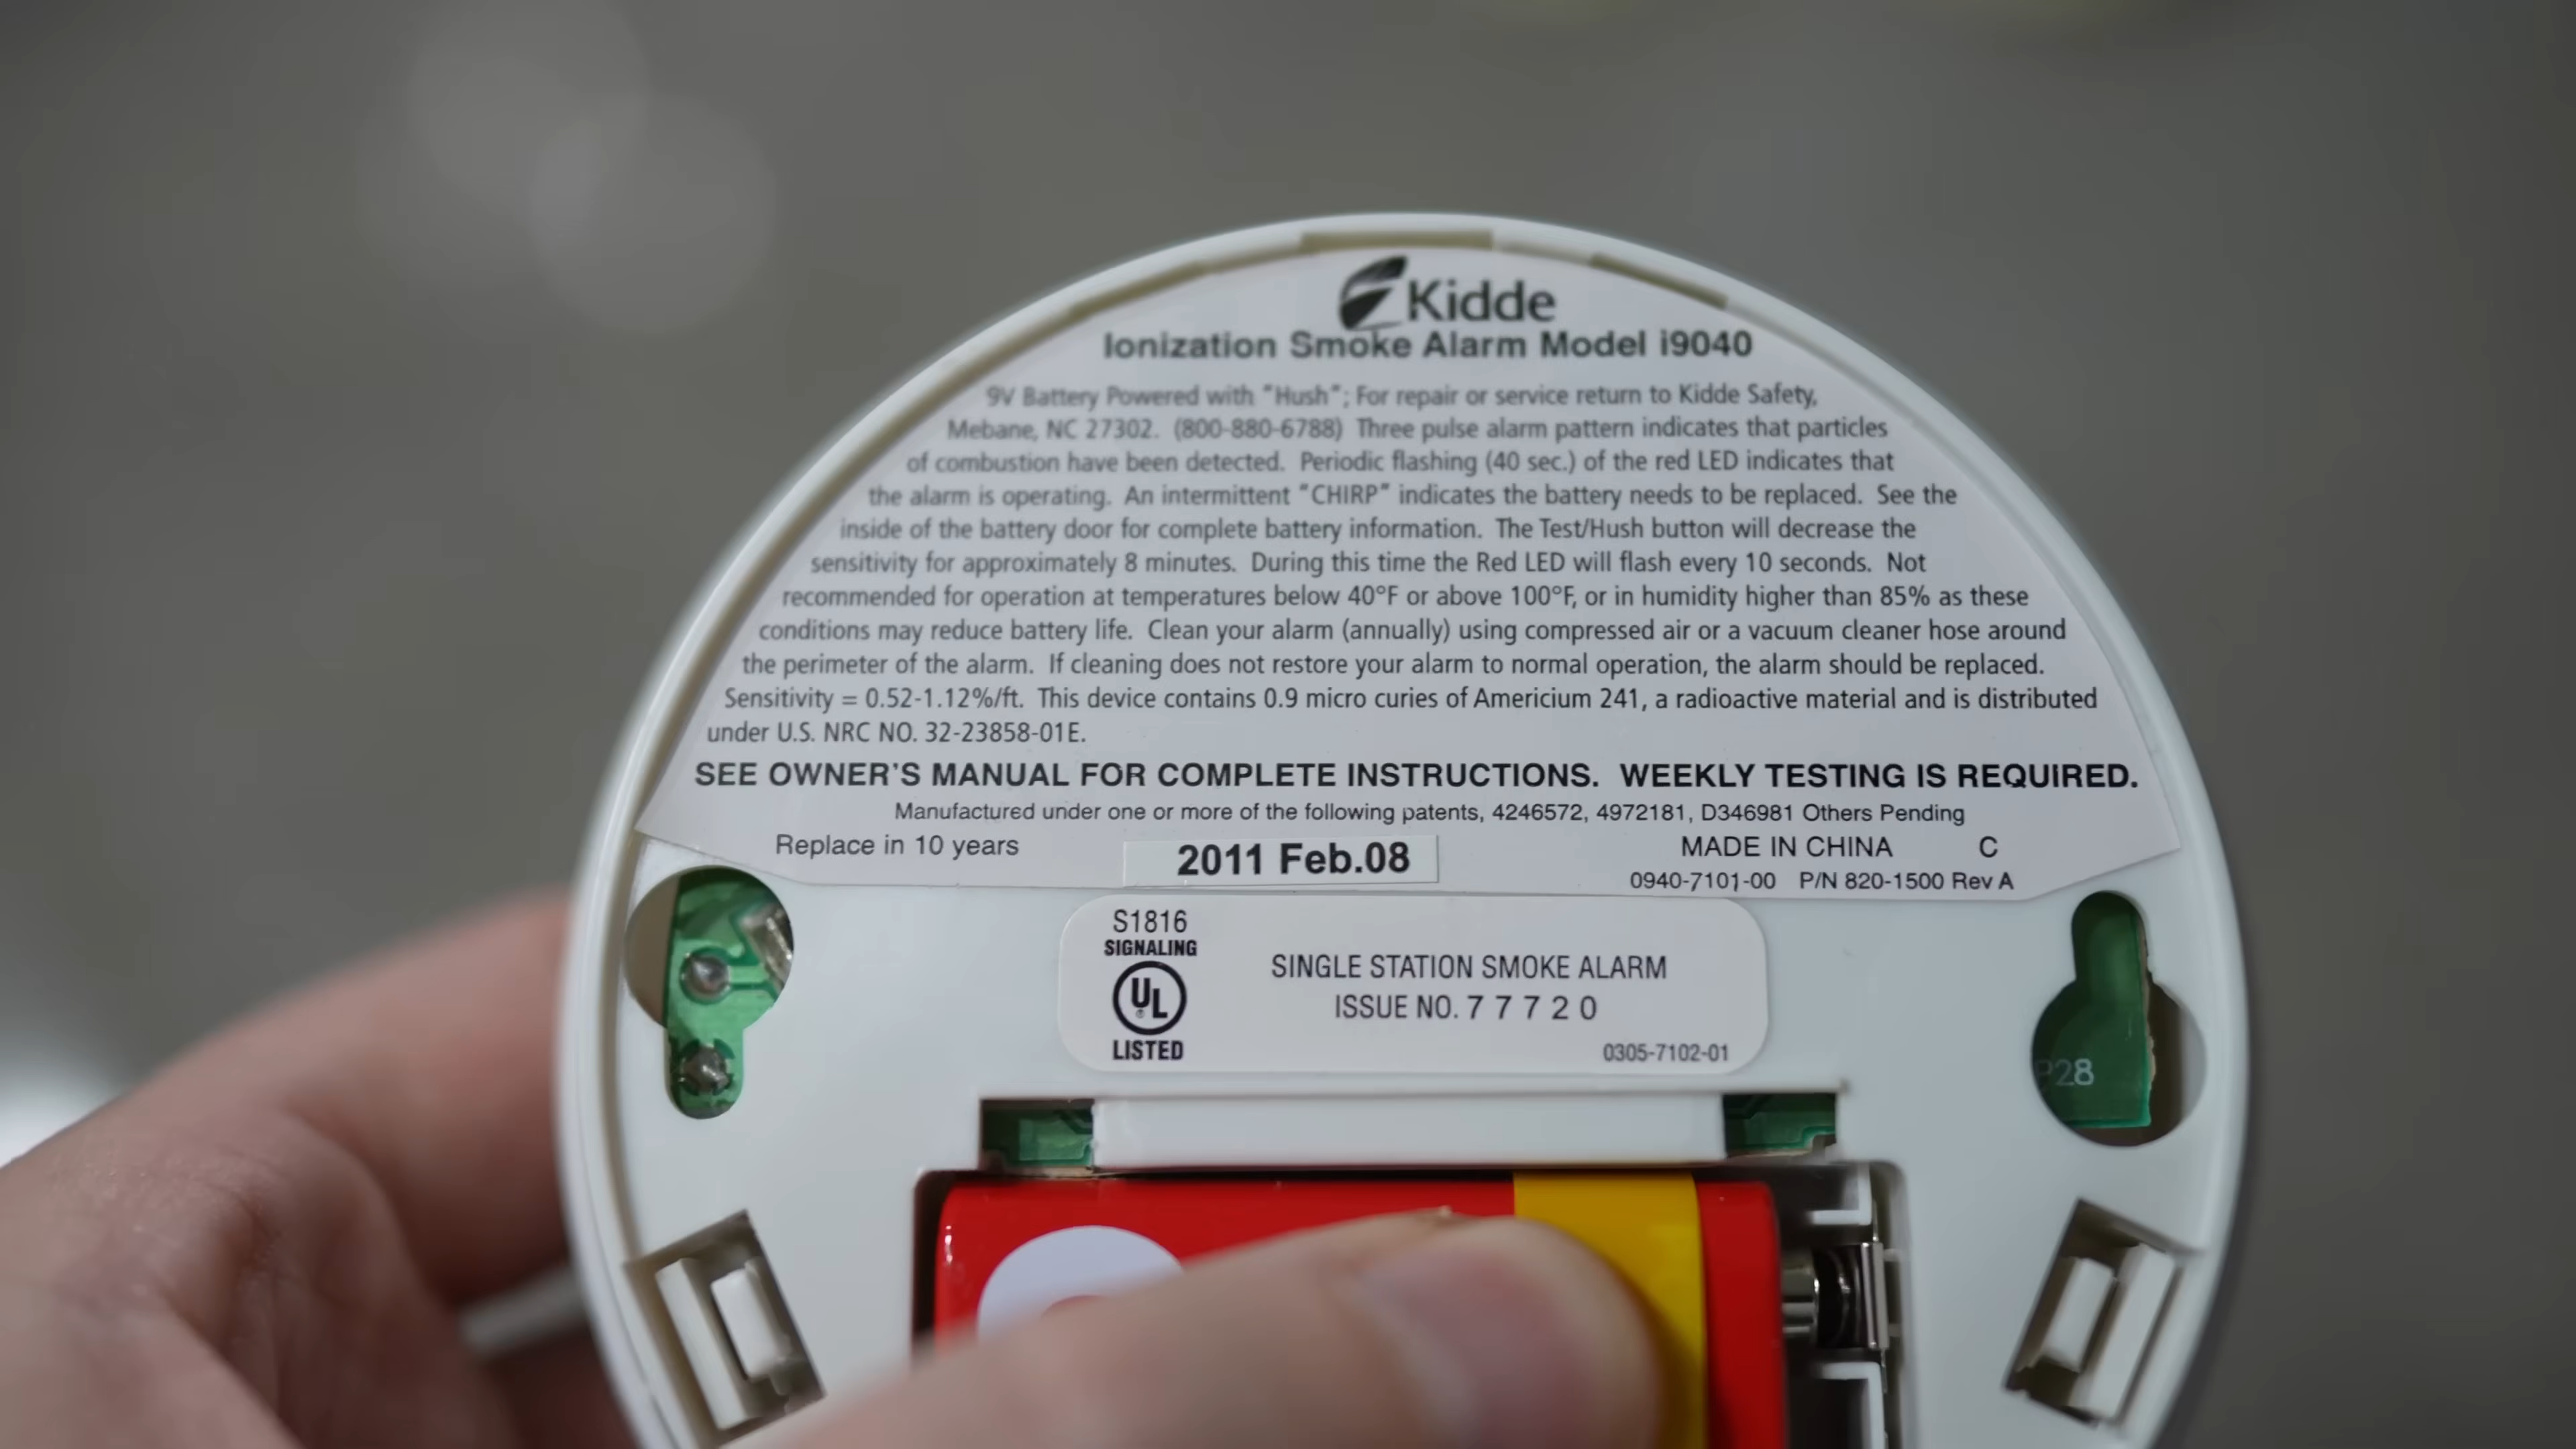 Kidde
Ionization Smoke Alarm Model i9040
9V Battery Powered with "Hush"; For repair or service return to Kidde Safety,
Mebane, NC 27302. (800-880-6788) Three pulse alarm pattern indicates that particles
of combustion have been detected. Periodic flashing (40 sec.) of the red LED indicates that
the alarm is operating. An intermittent "CHIRP" indicates the battery needs to be replaced. See the
inside of the battery door for complete battery information. The Test/Hush button will decrease the
sensitivity for approximately 8 minutes. During this time the Red LED will flash every 10 seconds. Not
recommended for operation at temperatures below 40°F or above 100°F, or in humidity higher than 85% as these
conditions may reduce battery life. Clean your alarm (annually) using compressed air or a vacuum cleaner hose around
the perimeter of the alarm. If cleaning does not restore your alarm to normal operation, the alarm should be replaced.
Sensitivity = 0.52-1.12%/ft. This device contains 0.9 micro curies of Americium 241, a radioactive material and is distributed
under U.S. NRC NO. 32-23858-01E.
SEE OWNER'S MANUAL FOR COMPLETE INSTRUCTIONS. WEEKLY TESTING IS REQUIRED.
Manufactured under one or more of the following patents, 4246572, 4972181, D346981 Others Pending
Replace in 10 years 2011 Feb.08 MADE IN CHINA C
0940-7101-00 P/N 820-1500 Rev A
S1816
SIGNALING
UL
®
LISTED
SINGLE STATION SMOKE ALARM
ISSUE NO. 7 7 7 2 0
0305-7102-01
P28